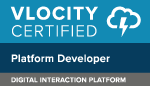 VLOCITY
CERTIFIED
Platform Developer
DIGITAL INTERACTION PLATFORM